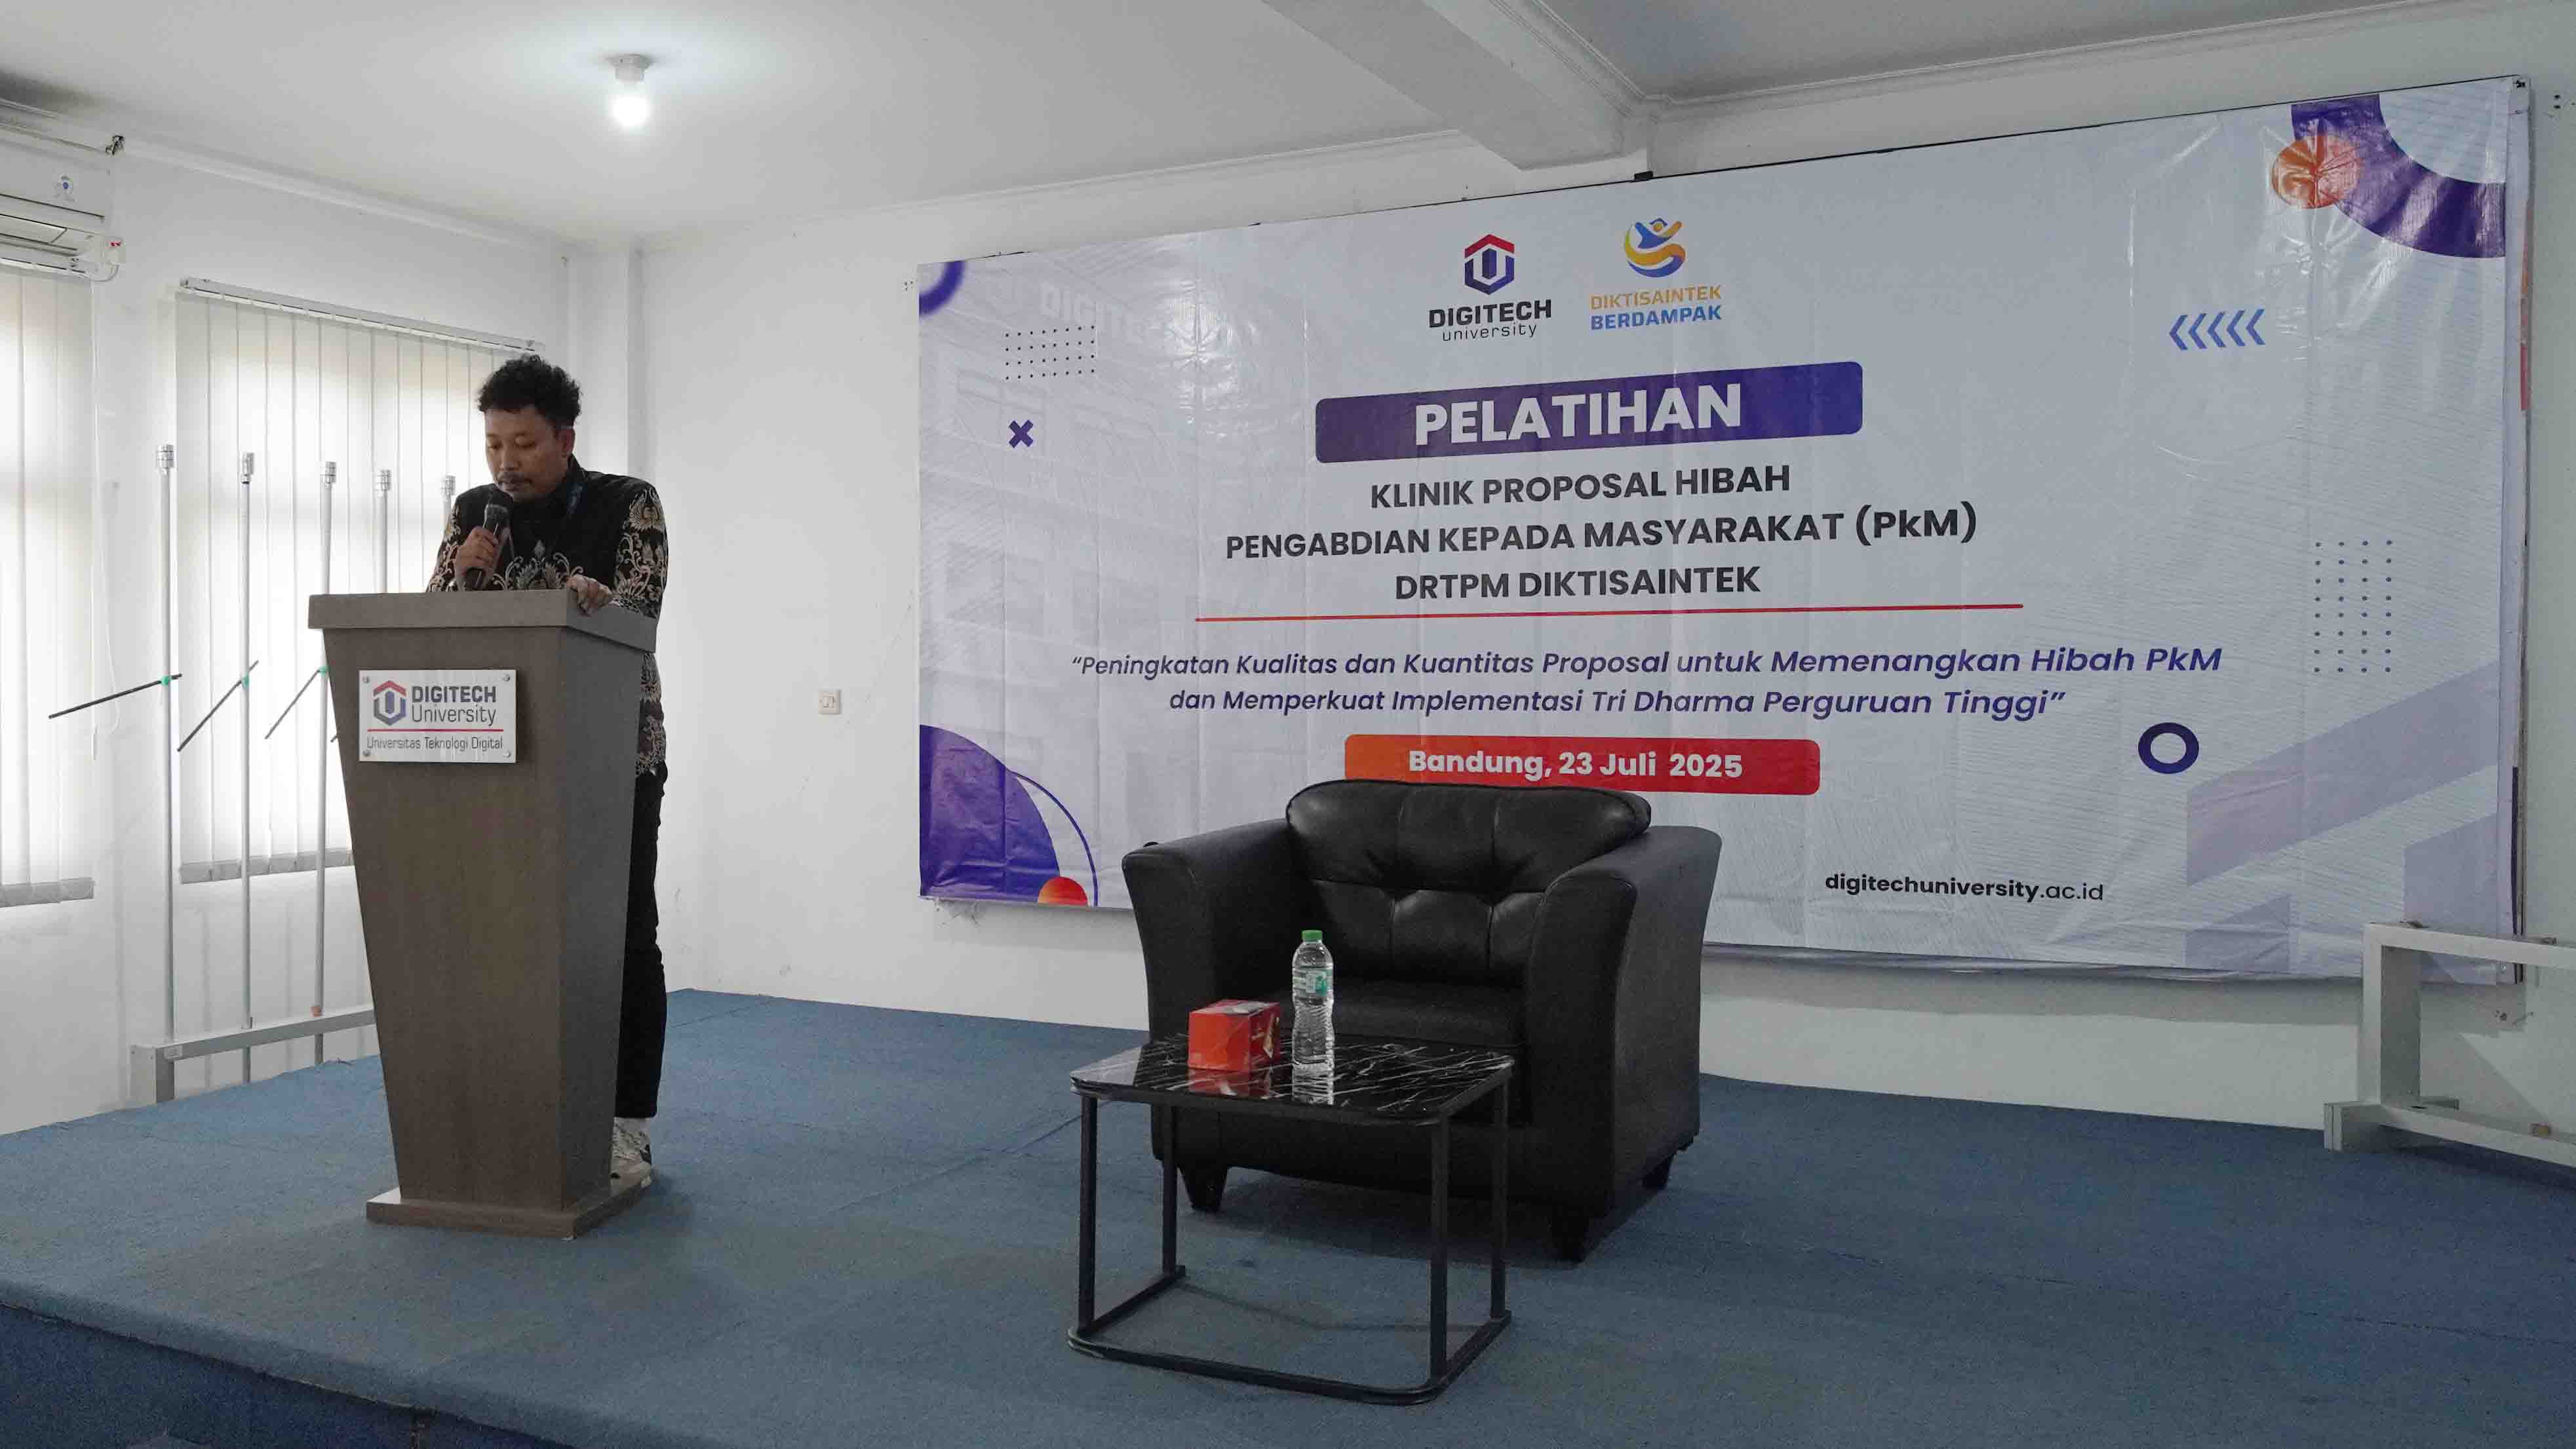 DIGITECH
university
DIKTISAINTEK
BERDAMPAK
PELATIHAN
KLINIK PROPOSAL HIBAH
PENGABDIAN KEPADA MASYARAKAT (PkM)
DRTPM DIKTISAINTEK
“Peningkatan Kualitas dan Kuantitas Proposal untuk Memenangkan Hibah PkM
dan Memperkuat Implementasi Tri Dharma Perguruan Tinggi”
Bandung, 23 Juli 2025
digitechuniversity.ac.id
DIGITECH
University
Universitas Teknologi Digital